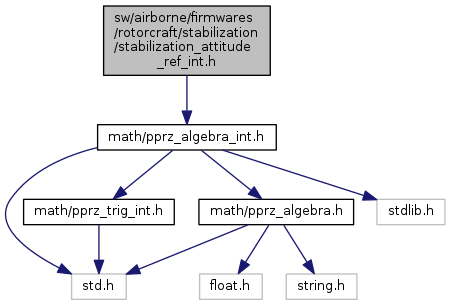 sw/airborne/firmwares
/rotorcraft/stabilization
/stabilization_attitude
_ref_int.h
math/pprz_algebra_int.h
math/pprz_trig_int.h
math/pprz_algebra.h
stdlib.h
std.h
float.h
string.h